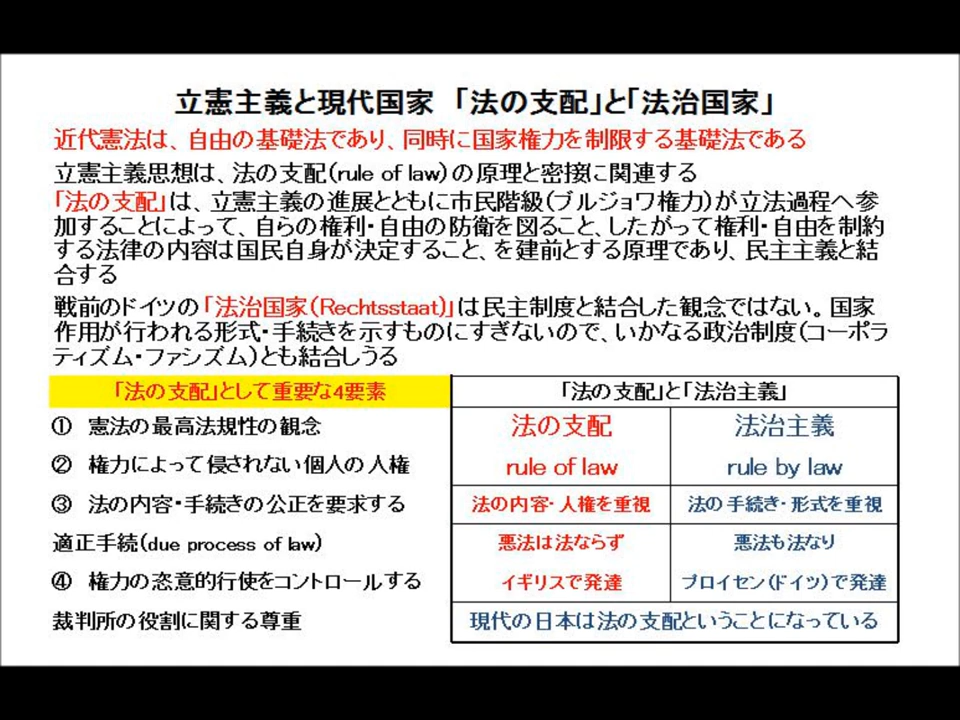 立憲主義と現代国家 「法の支配」と「法治国家」
近代憲法は、自由の基礎法であり、同時に国家権力を制限する基礎法である
立憲主義思想は、法の支配(rule of law)の原理と密接に関連する
「法の支配」は、立憲主義の進展とともに市民階級(ブルジョワ権力)が立法過程へ参
加することによって、自らの権利・自由の防衛を図ること、したがって権利・自由を制約
する法律の内容は国民自身が決定すること、を建前とする原理であり、民主主義と結
合する
戦前のドイツの「法治国家(Rechtsstaat)」は民主制度と結合した観念ではない。国家
作用が行われる形式・手続きを示すものにすぎないので、いかなる政治制度(コーポラ
ティズム・ファシズム)とも結合しうる
「法の支配」として重要な4要素
① 憲法の最高法規性の観念
② 権力によって侵されない個人の人権
③ 法の内容・手続きの公正を要求する
適正手続(due process of law)
④ 権力の恣意的行使をコントロールする
裁判所の役割に関する尊重
「法の支配」と「法治主義」
法の支配 法治主義
rule of law rule by law
法の内容・人権を重視 法の手続き・形式を重視
悪法は法ならず 悪法も法なり
イギリスで発達 プロイセン(ドイツ)で発達
現代の日本は法の支配ということになっている